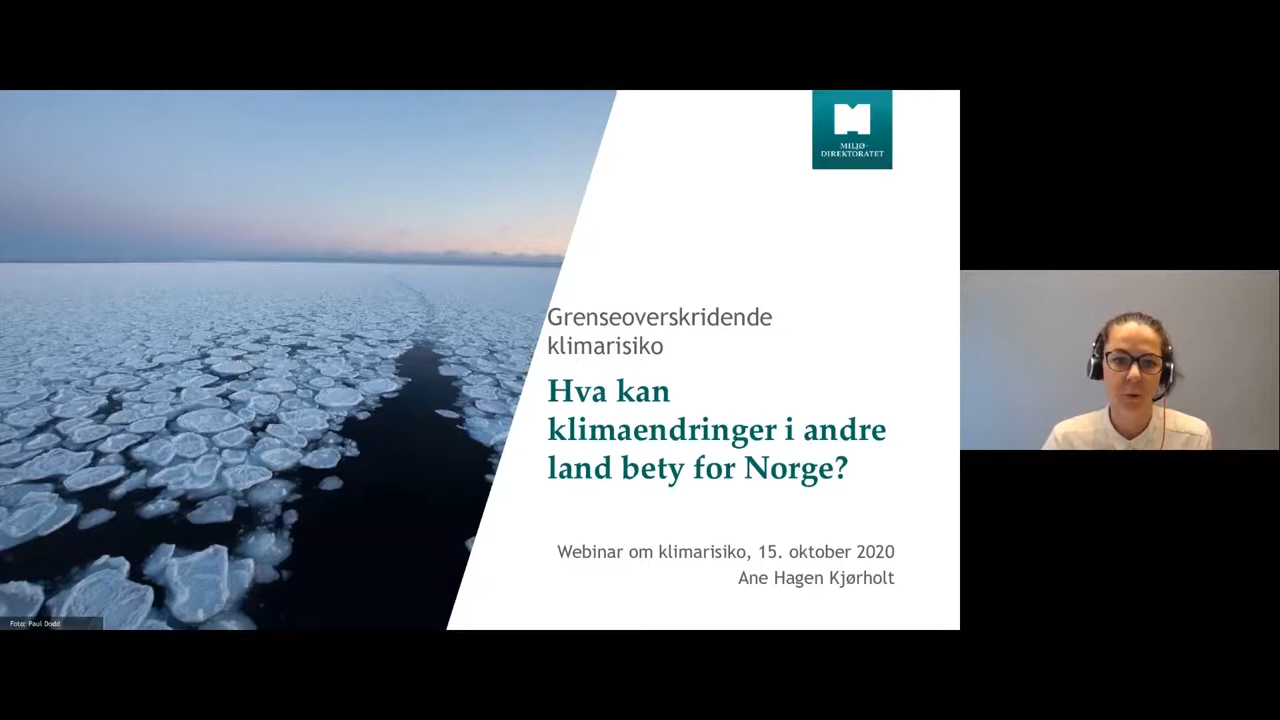 MILJØ-
DIREKTORATET
Grenseoverskridende
klimarisiko
Hva kan
klimaendringer i andre
land bety for Norge?
Webinar om klimarisiko, 15. oktober 2020
Ane Hagen Kjørholt
Foto: Paul Dodd